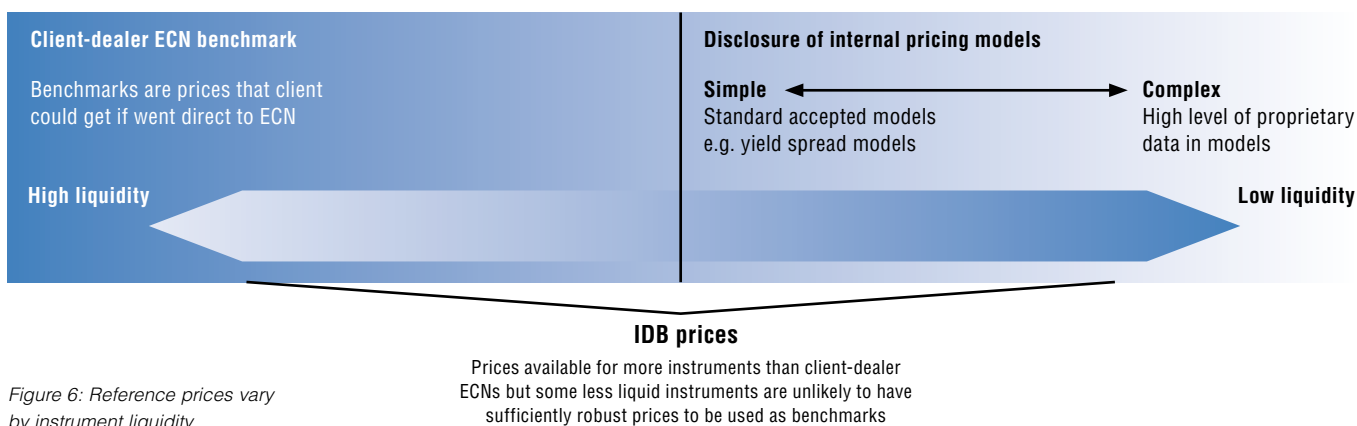 Client-dealer ECN benchmark
Benchmarks are prices that client
could get if went direct to ECN
Disclosure of internal pricing models
Simple
Standard accepted models
e.g. yield spread models
Complex
High level of proprietary
data in models
High liquidity
Low liquidity
IDB prices
Prices available for more instruments than client-dealer
ECNs but some less liquid instruments are unlikely to have
sufficiently robust prices to be used as benchmarks
Figure 6: Reference prices vary
by instrument liquidity